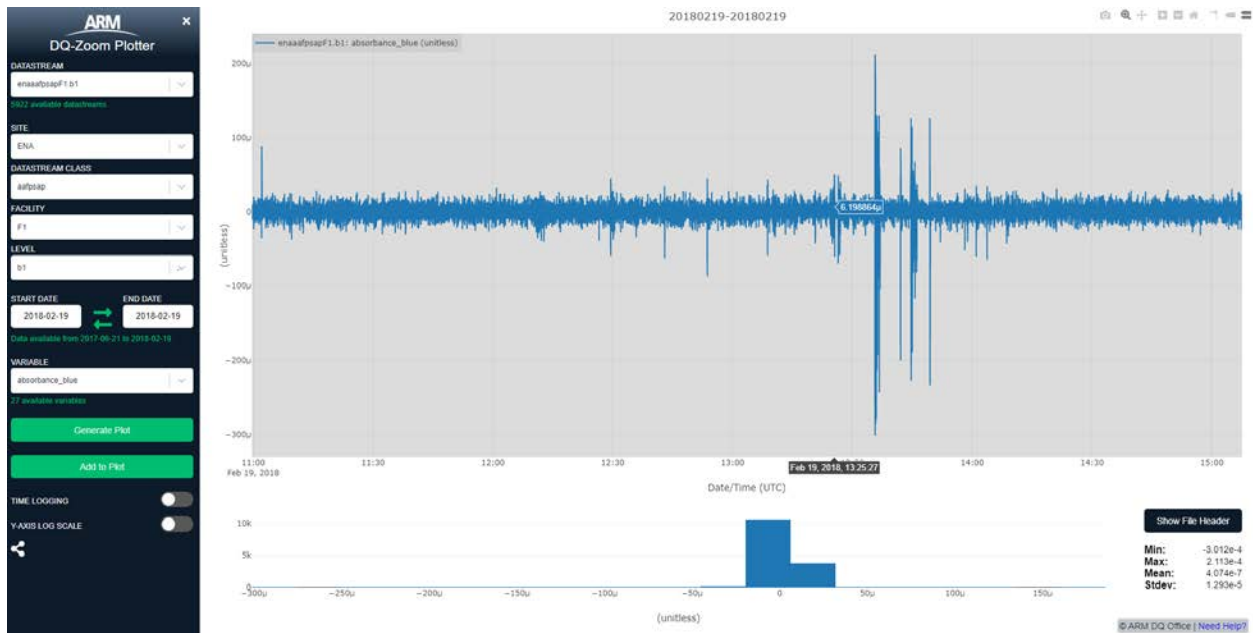 ARM
×
DQ-Zoom Plotter
DATASTREAM
enaaafpsapF1.b1
5922 available datastreams
SITE
ENA
DATASTREAM CLASS
aafpsap
FACILITY
F1
LEVEL
b1
START DATE
END DATE
2018-02-19
2018-02-19
Data available from 2017-06-21 to 2018-02-19
VARIABLE
absorbance_blue
27 available variables
Generate Plot
Add to Plot
TIME LOGGING
Y-AXIS LOG SCALE
20180219-20180219
enaaafpsapF1.b1: absorbance_blue (unitless)
200μ
100μ
0
−100μ
−200μ
−300μ
(unitless)
6.198864μ
11:00
Feb 19, 2018
11:30
12:00
12:30
13:00
Feb 19, 2018, 13:25:27
14:00
14:30
15:00
Date/Time (UTC)
10k
5k
0
−300μ
−250μ
−200μ
−150μ
−100μ
−50μ
0
50μ
100μ
150μ
(unitless)
Show File Header
Min: -3.012e-4
Max: 2.113e-4
Mean: 4.074e-7
Stdev: 1.293e-5
© ARM DQ Office | Need Help?